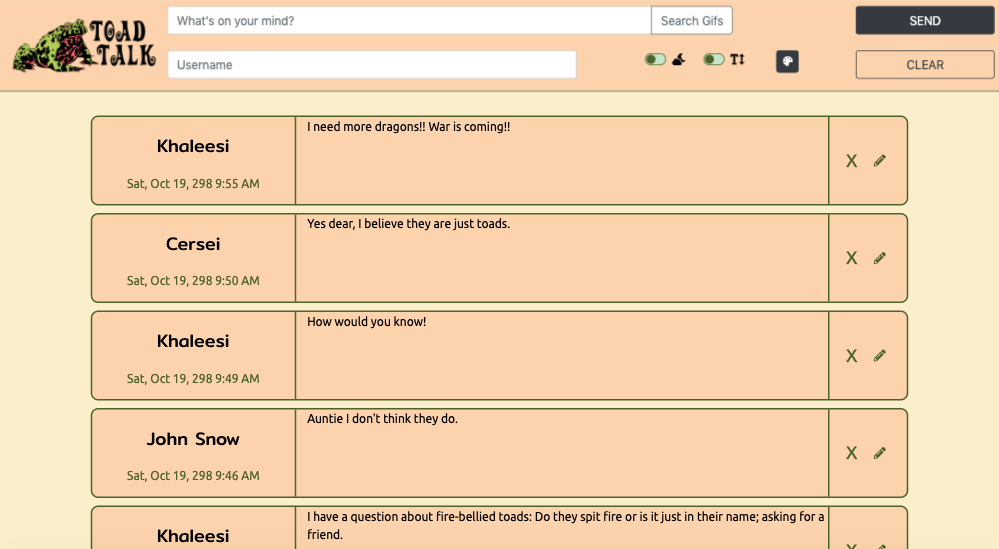 TOAD
TALK
What's on your mind?
Search Gifs
SEND
Username
T
CLEAR
Khaleesi
Sat, Oct 19, 298 9:55 AM
I need more dragons!! War is coming!!
X
Cersei
Sat, Oct 19, 298 9:50 AM
Yes dear, I believe they are just toads.
X
Khaleesi
Sat, Oct 19, 298 9:49 AM
How would you know!
X
John Snow
Sat, Oct 19, 298 9:46 AM
Auntie I don't think they do.
X
Khaleesi
I have a question about fire-bellied toads: Do they spit fire or is it just in their name; asking for a
friend.
X